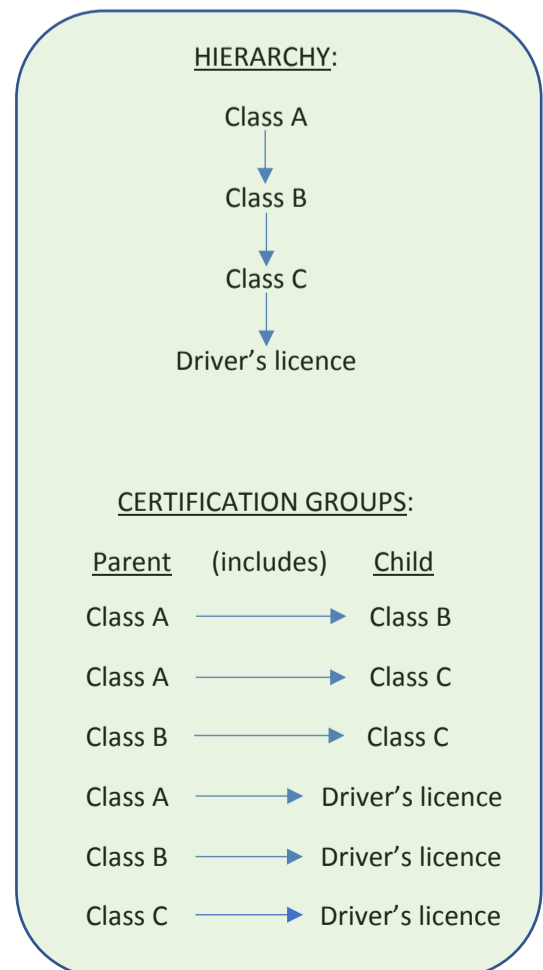 HIERARCHY:
Class A
Class B
Class C
Driver’s licence
CERTIFICATION GROUPS:
Parent (includes) Child
Class A Class B
Class A Class C
Class B Class C
Class A Driver’s licence
Class B Driver’s licence
Class C Driver’s licence